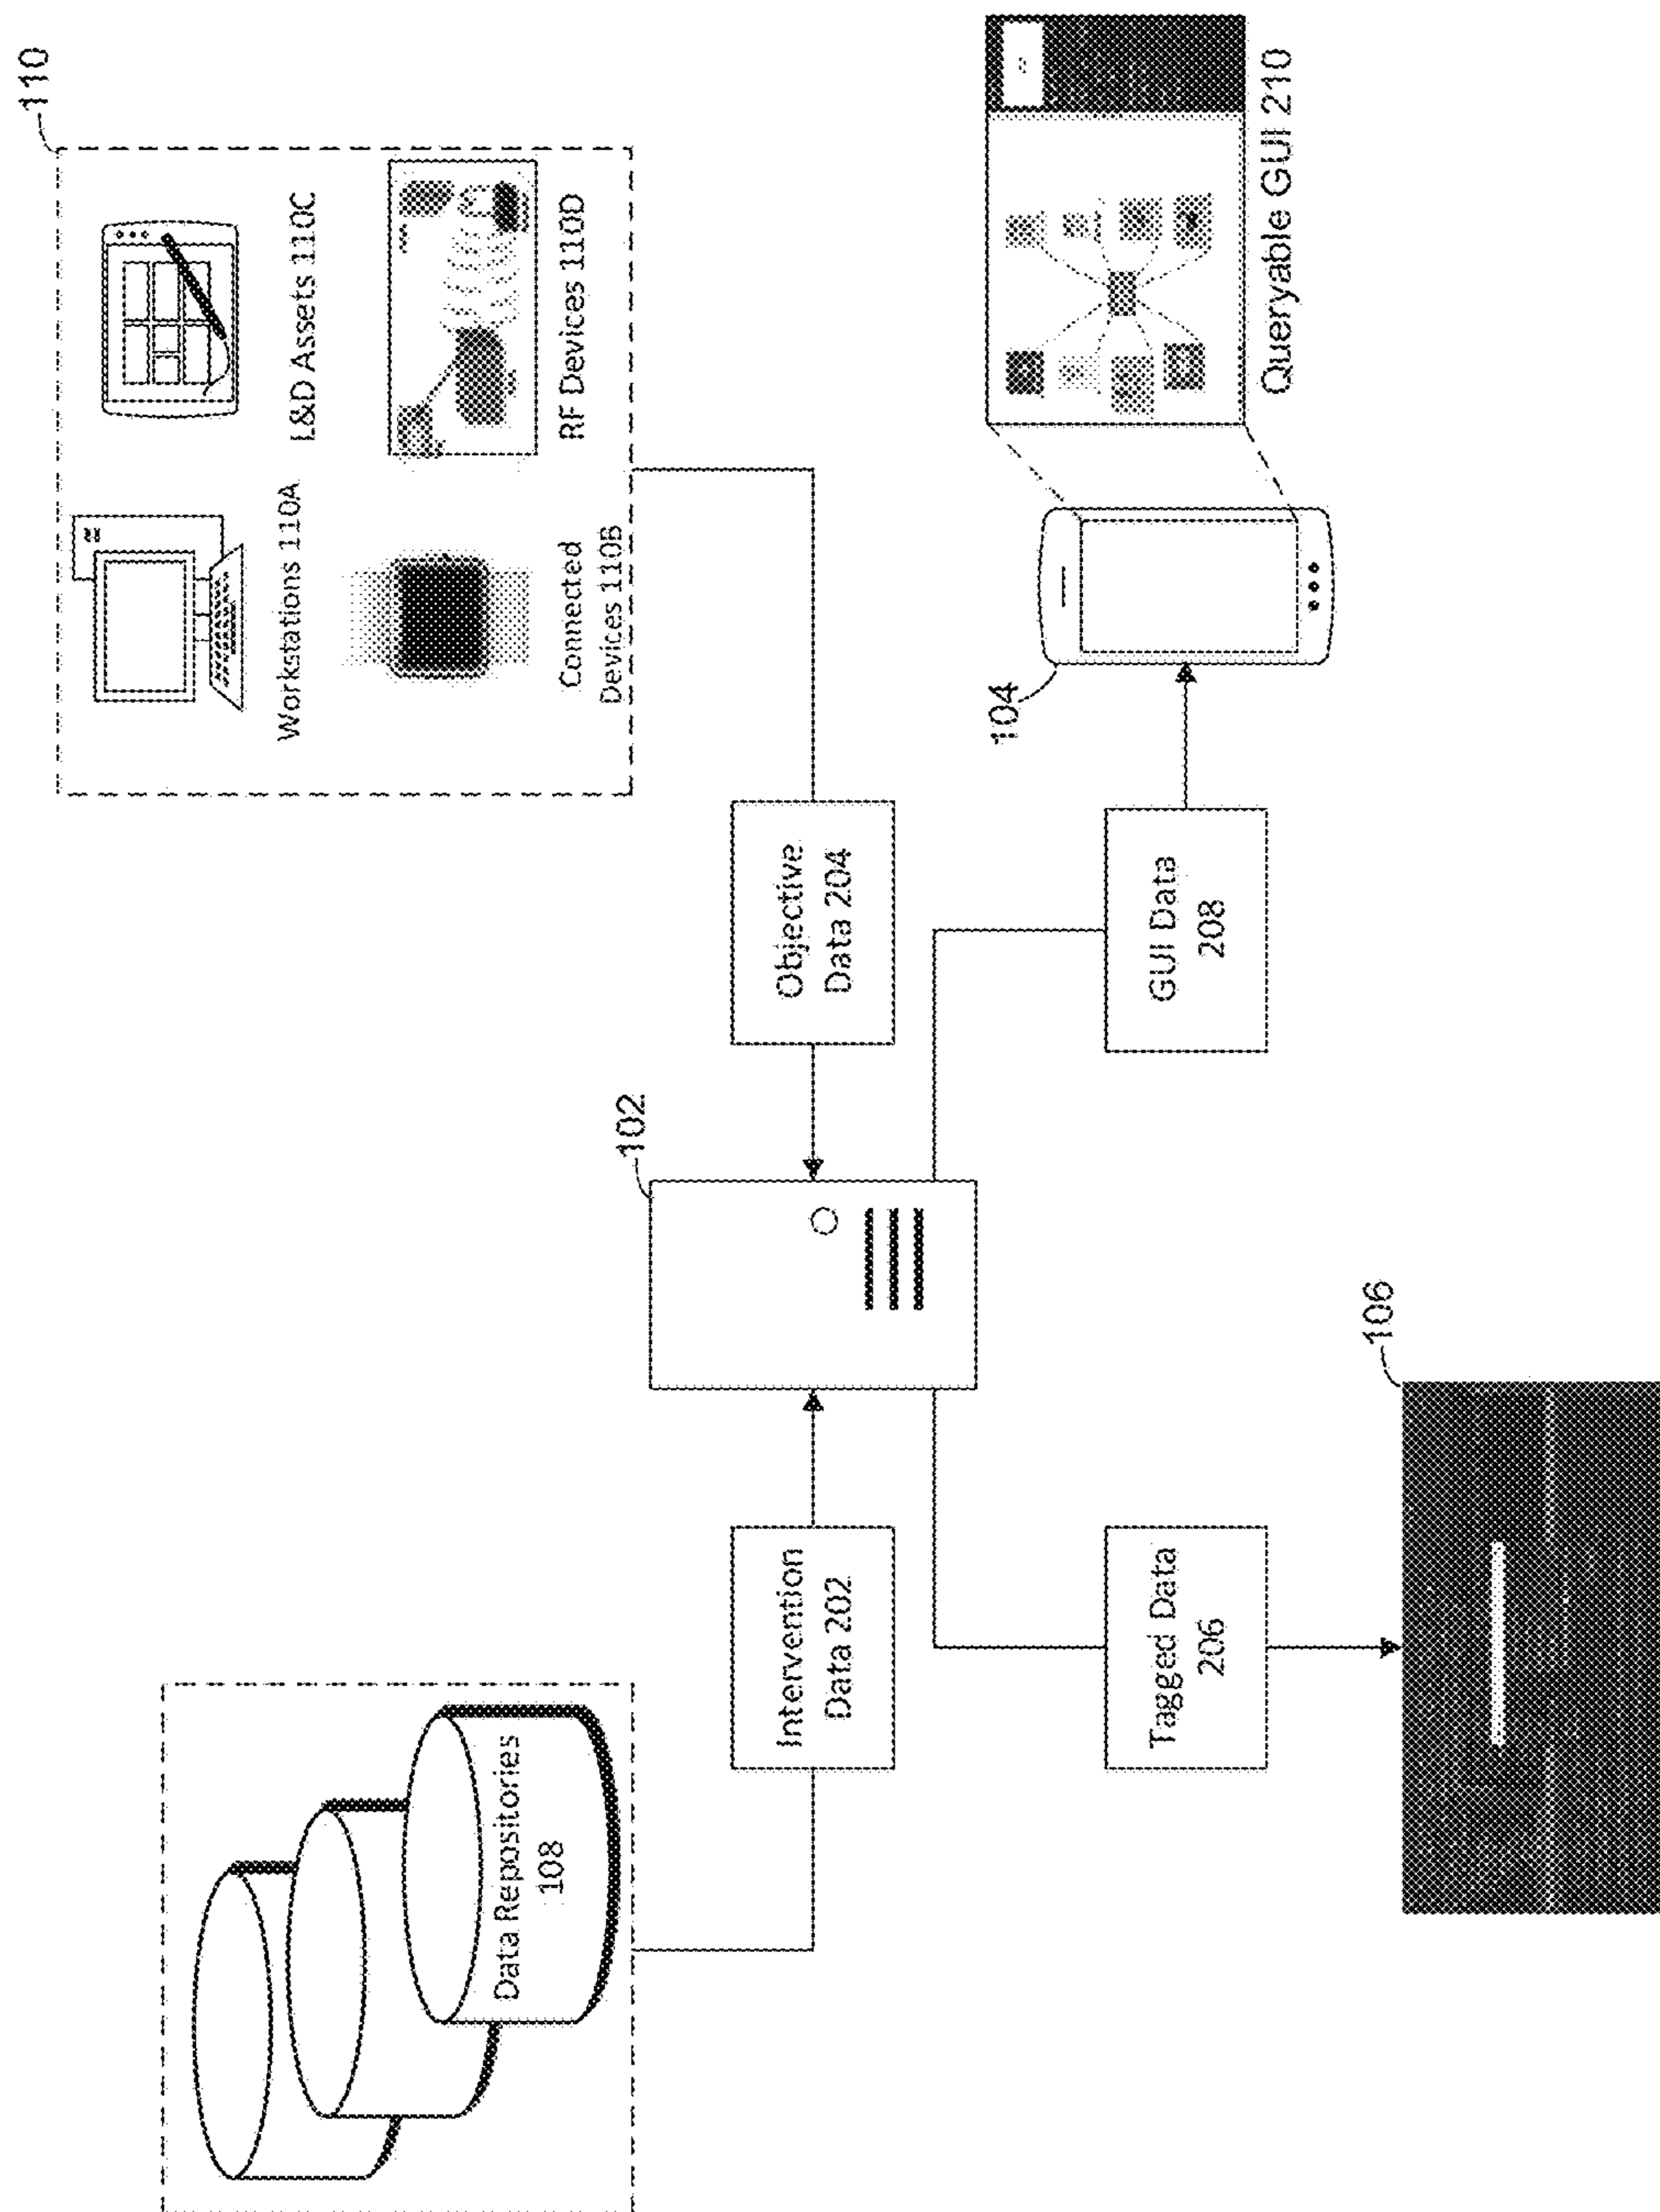 110
Workstations 110A
L&D Assets 110C
Connected
Devices 110B
RF Devices 110D
Data Repositories
108
102
Intervention
Data 202
Objective
Data 204
Tagged Data
206
GUI Data
208
104
Queryable GUI 210
106